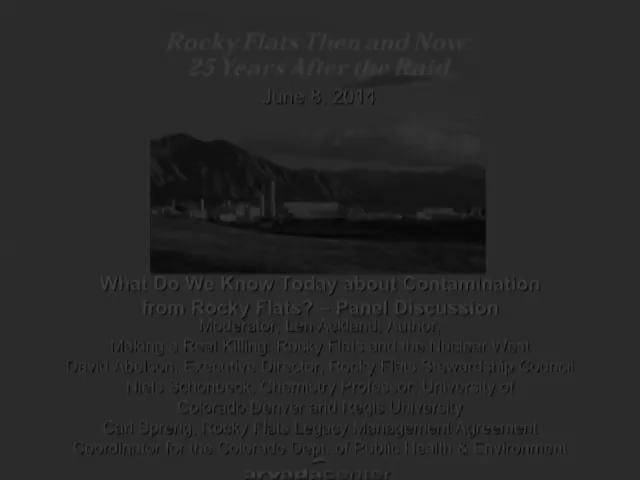 Rocky Flats Then and Now:
25 Years After the Raid
June 8, 2014
What Do We Know Today about Contamination
from Rocky Flats? – Panel Discussion
Moderator, Len Ackland, Author,
Making a Real Killing: Rocky Flats and the Nuclear West
David Abelson, Executive Director, Rocky Flats Stewardship Council
Niels Schonbeck, Chemistry Professor, University of
Colorado Denver and Regis University
Carl Spreng, Rocky Flats Legacy Management Agreement
Coordinator for the Colorado Dept. of Public Health & Environment
arvadacenter